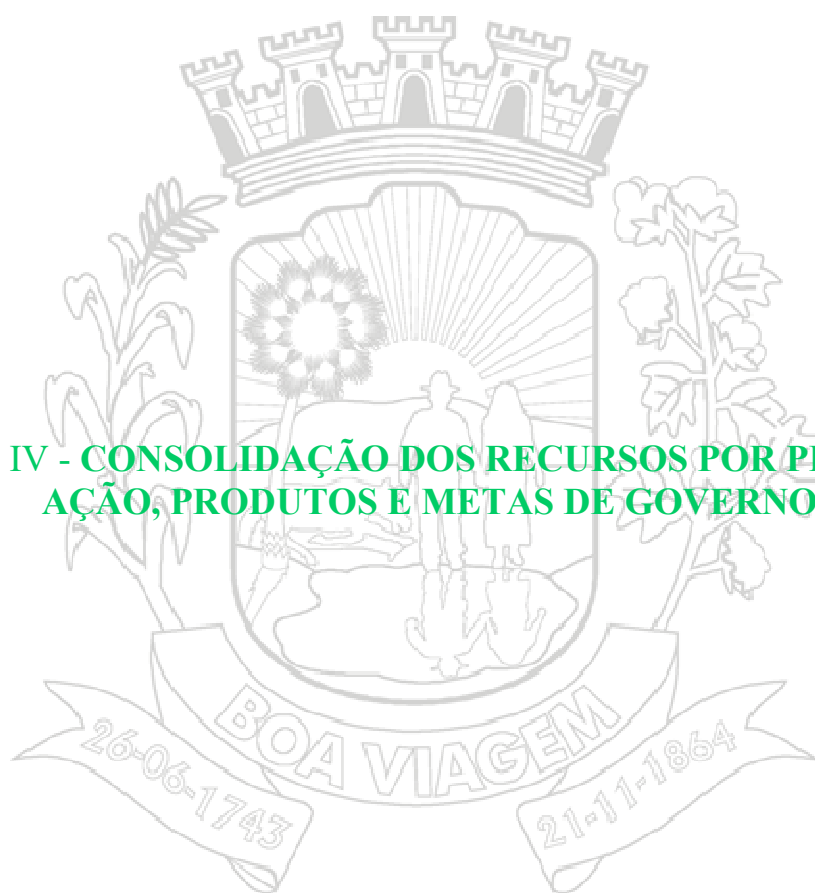 IV - CONSOLIDAÇÃO DOS RECURSOS POR
AÇÃO, PRODUTOS E METAS DE GOVERNO
BOA VIAGEM
26-06-1743
21-11-1864